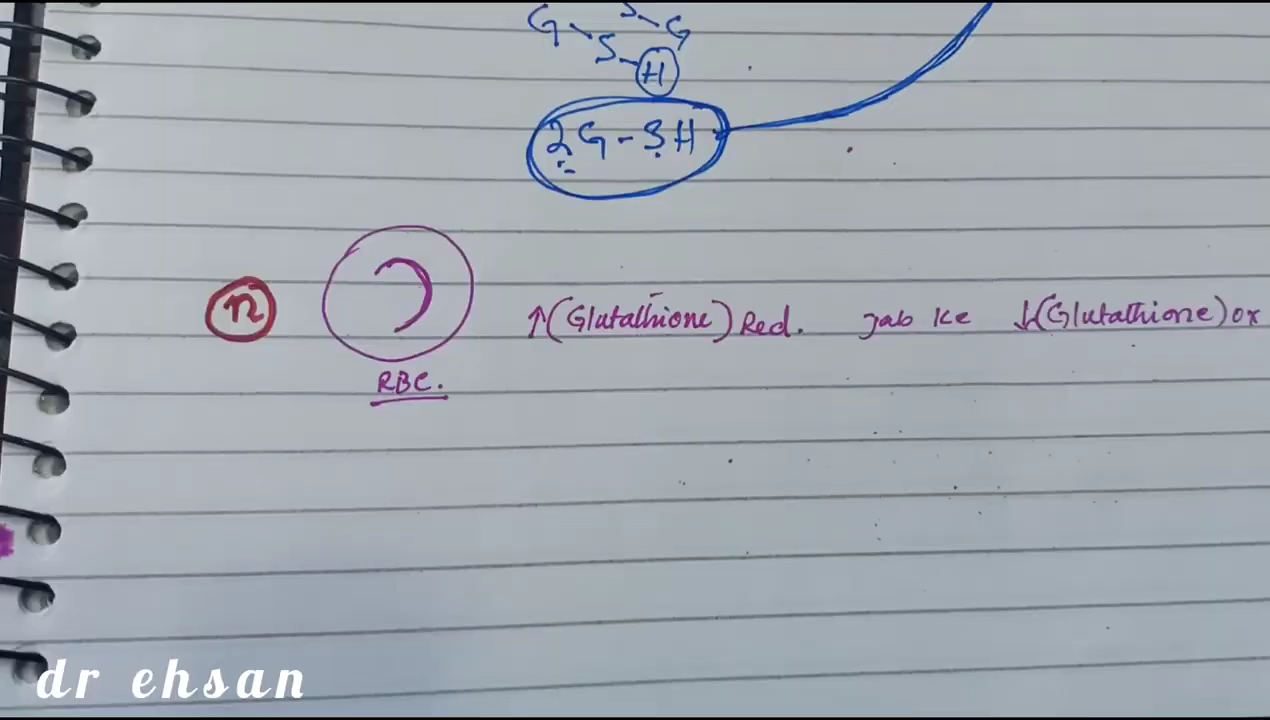 G S G
S H
2G-SH
n ↑(Glutathione) Red. jab ke ↓(Glutathione) ox
RBC.
dr ehsan